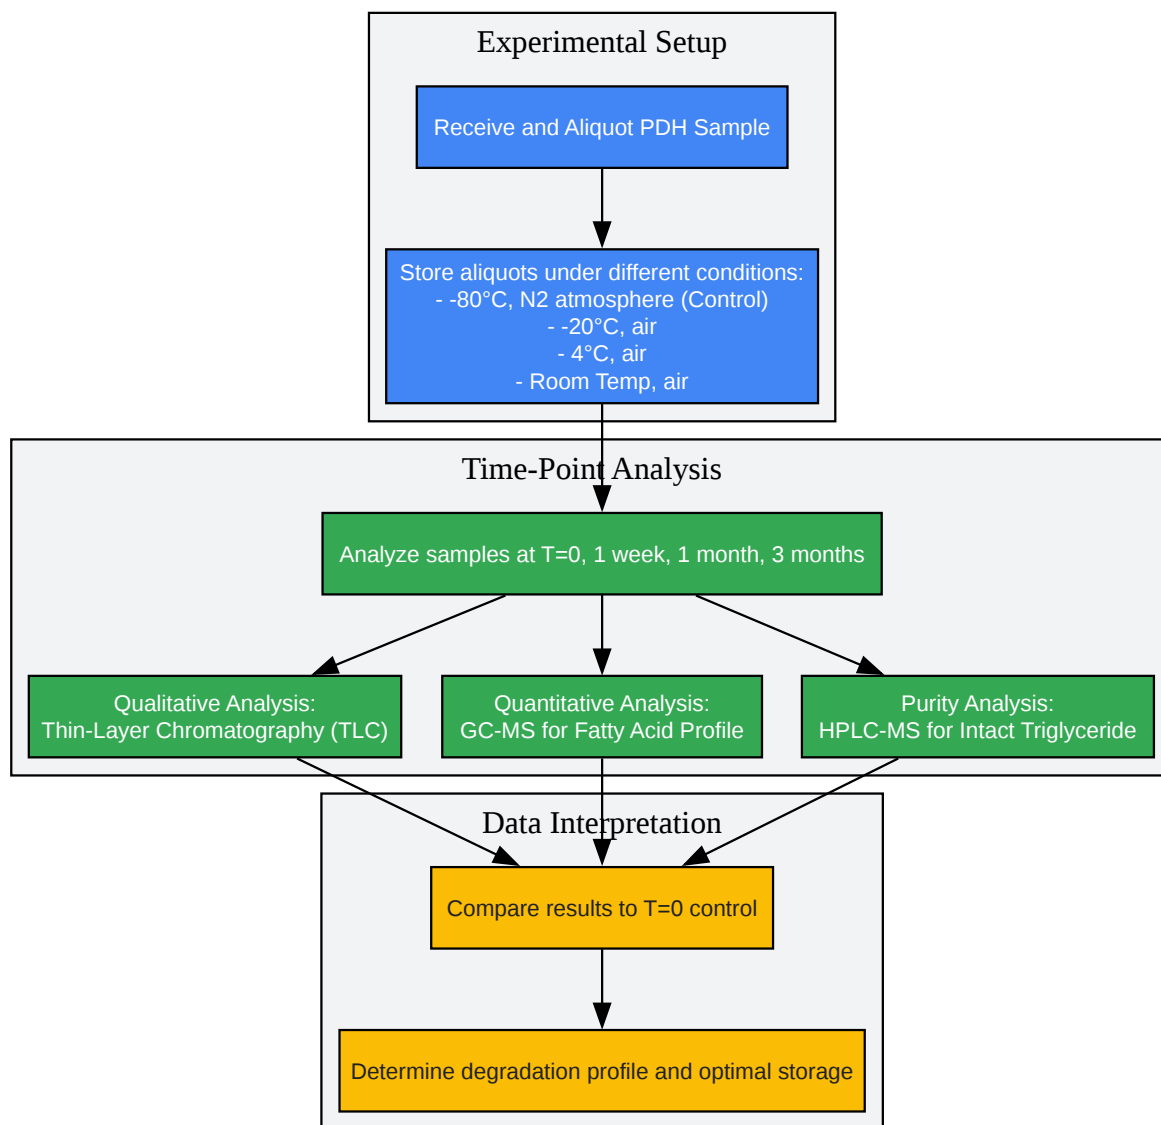 Experimental Setup
Receive and Aliquot PDH Sample
Store aliquots under different conditions:
- -80°C, N2 atmosphere (Control)
- -20°C, air
- 4°C, air
- Room Temp, air
Time-Point Analysis
Analyze samples at T=0, 1 week, 1 month, 3 months
Qualitative Analysis:
Thin-Layer Chromatography (TLC)
Quantitative Analysis:
GC-MS for Fatty Acid Profile
Purity Analysis:
HPLC-MS for Intact Triglyceride
Data Interpretation
Compare results to T=0 control
Determine degradation profile and optimal storage